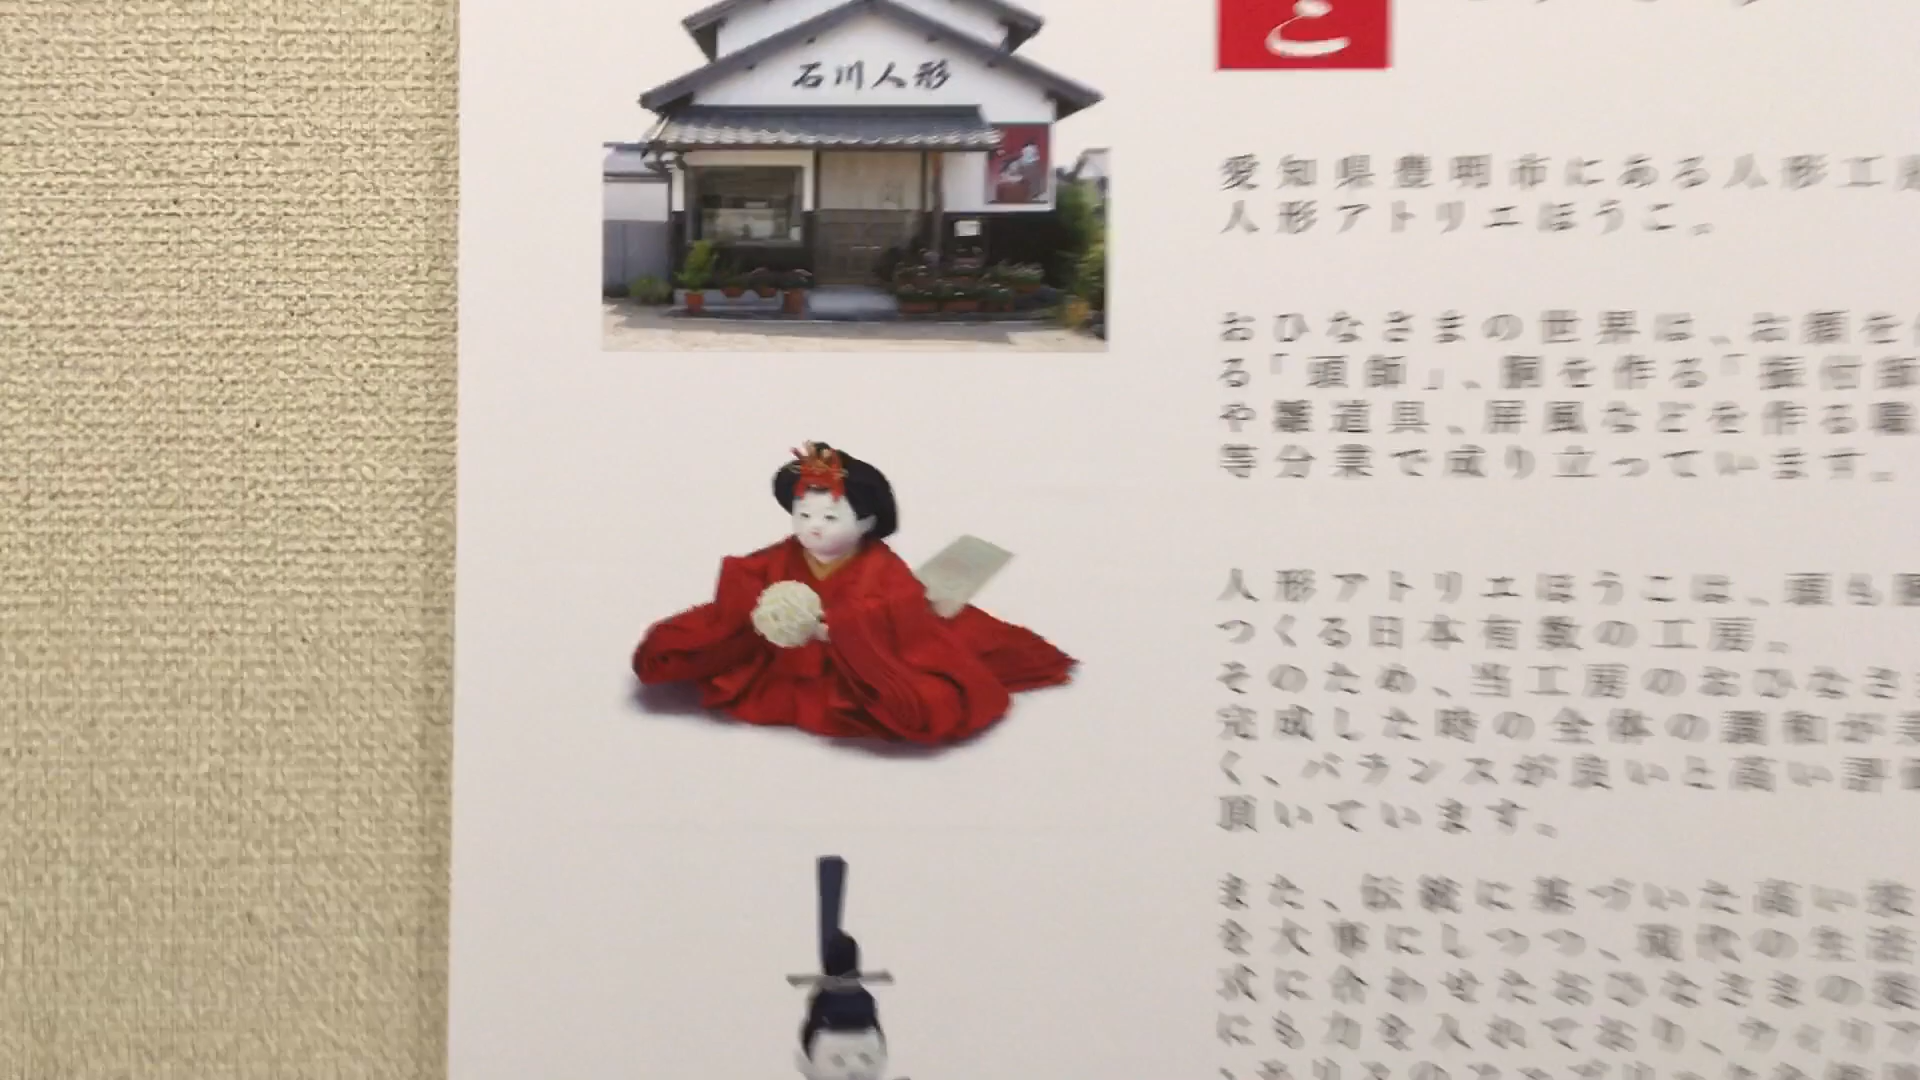 こ
石川人形
愛知県豊明市にある人形工房
人形アトリエほうこ。
おひなさまの世界は、お顔を作
る「頭師」、胴を作る「振付師
や雛道具、屏風などを作る職
等分業で成り立っています。
人形アトリエほうこは、頭も胴
つくる日本有数の工房。
そのため、当工房のおひなさま
完成した時の全体の調和が美
く、バランスが良いと高い評価
頂いています。
また、伝統に基づいた高い
を大事にしつつ、現代の生活
式に合わせたおひなさまの
にも力を入れており、